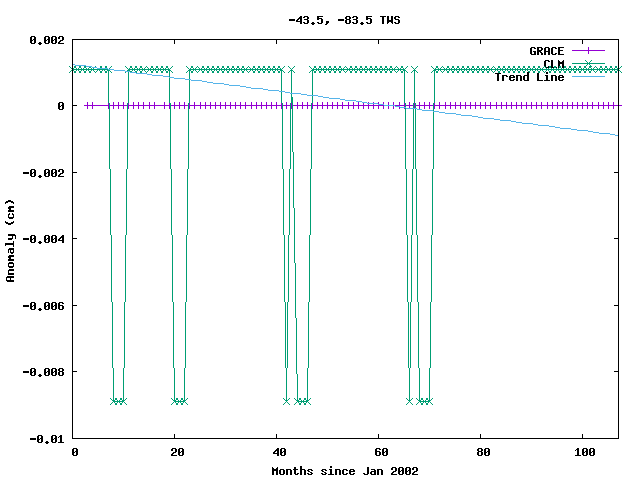 -43.5, -83.5 TWS
0.002
0
-0.002
-0.004
-0.006
-0.008
-0.01
Anomaly (cm)
GRACE
CLM
Trend Line
0 20 40 60 80 100
Months since Jan 2002